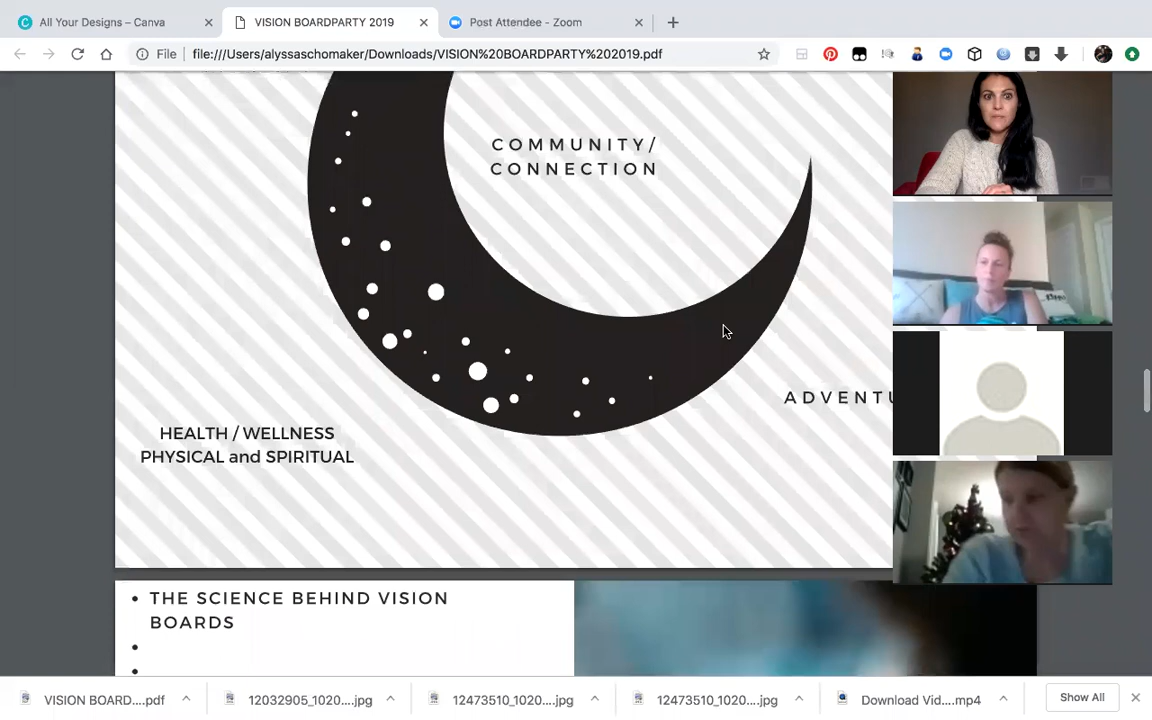 All Your Designs – Canva
VISION BOARDPARTY 2019
Post Attendee - Zoom
File
file:///Users/alyssaschomaker/Downloads/VISION%20BOARDPARTY%202019.pdf
COMMUNITY/
CONNECTION
ADVENTU
HEALTH / WELLNESS
PHYSICAL and SPIRITUAL
• THE SCIENCE BEHIND VISION
BOARDS
•
•
VISION BOARD....pdf
12032905_1020....jpg
12473510_1020....jpg
12473510_1020....jpg
Download Vid....mp4
Show All